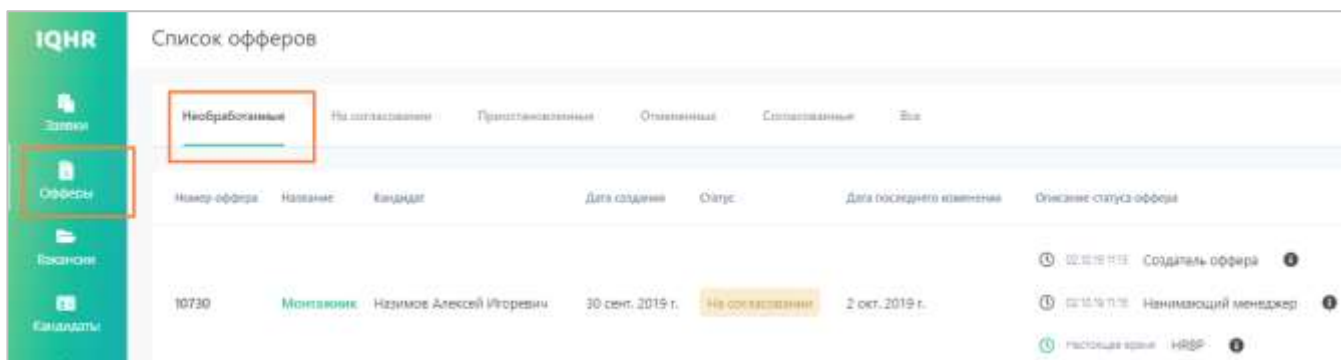 IQHR
Список офферов
Заявки
Необработанные На согласовании Приостановленные Отмененные Согласованные Все
Офферы
Номер оффера Название Кандидат Дата создания Статус Дата последнего изменения Описание статуса оффера
Вакансии
Создатель оффера
10730 Монтажник Назимов Алексей Игоревич 30 сент. 2019 г. На согласовании 2 окт. 2019 г. Нанимающий менеджер
Кандидаты
Настоящее время HRBP